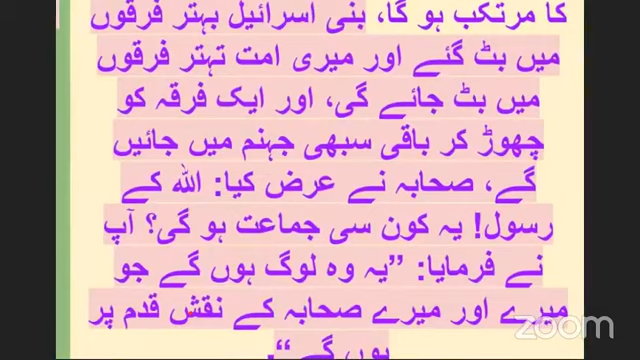 کا مرتکب ہو گا، بنی اسرائیل بہتر فرقوں
میں بٹ گئے اور میری امت تہتر فرقوں
میں بٹ جائے گی، اور ایک فرقہ کو
چھوڑ کر باقی سبھی جہنم میں جائیں
گے، صحابہ نے عرض کیا: اللہ کے
رسول! یہ کون سی جماعت ہو گی؟ آپ
نے فرمایا: ”یہ وہ لوگ ہوں گے جو
میرے اور میرے صحابہ کے نقش قدم پر
ہوں گے“۔
zoom